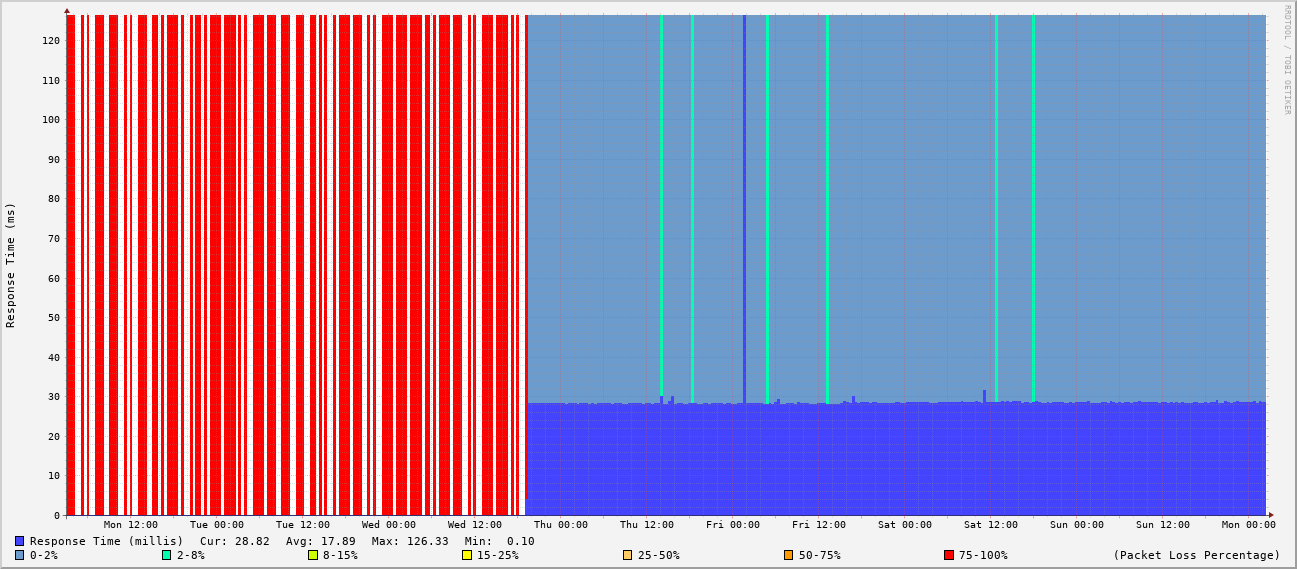 RRDTOOL / TOBI OETIKER
Response Time (ms)
120
110
100
90
80
70
60
50
40
30
20
10
0
Mon 12:00 Tue 00:00 Tue 12:00 Wed 00:00 Wed 12:00 Thu 00:00 Thu 12:00 Fri 00:00 Fri 12:00 Sat 00:00 Sat 12:00 Sun 00:00 Sun 12:00 Mon 00:00
Response Time (millis) Cur: 28.82 Avg: 17.89 Max: 126.33 Min: 0.10
0-2% 2-8% 8-15% 15-25% 25-50% 50-75% 75-100% (Packet Loss Percentage)